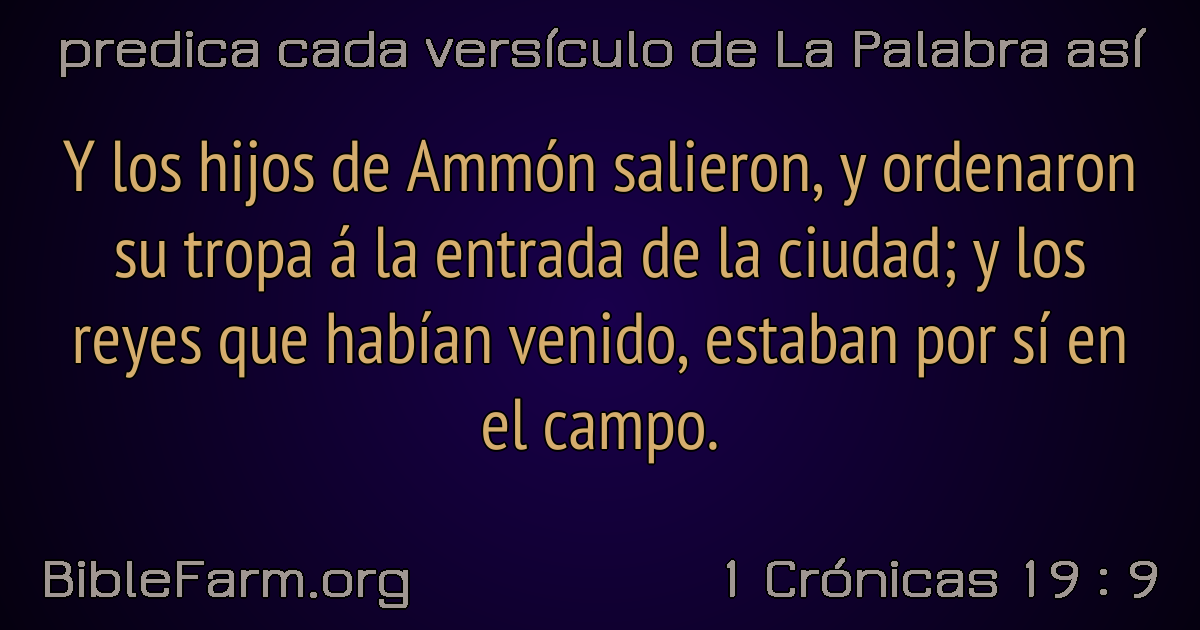 predica cada versículo de La Palabra así
Y los hijos de Ammón salieron, y ordenaron
su tropa á la entrada de la ciudad; y los
reyes que habían venido, estaban por sí en
el campo.
BibleFarm.org
1 Crónicas 19 : 9